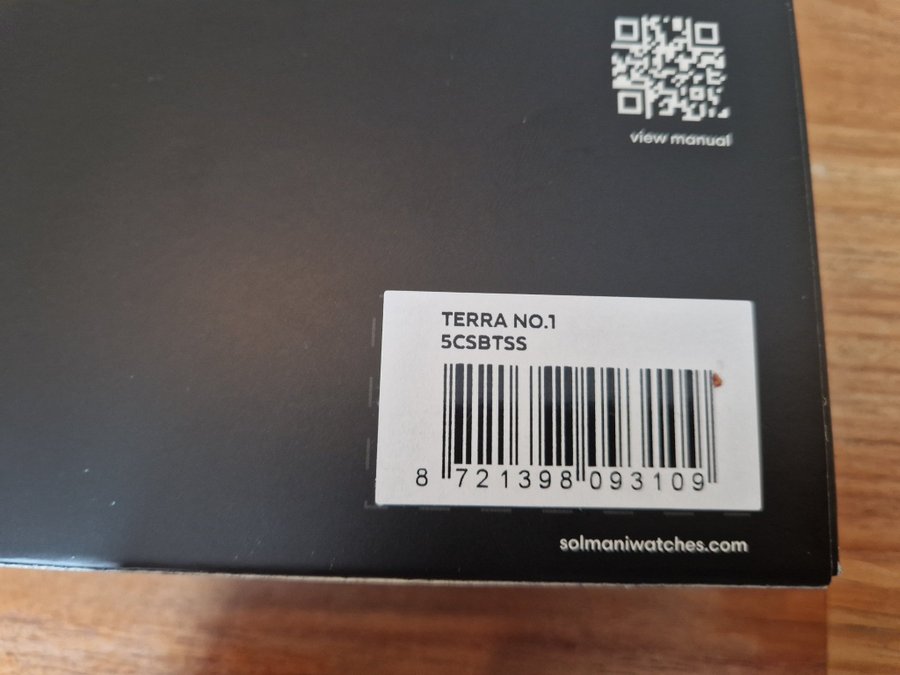 view manual
TERRA NO.1
5CSBTSS
8 721398 093109
solmaniwatches.com